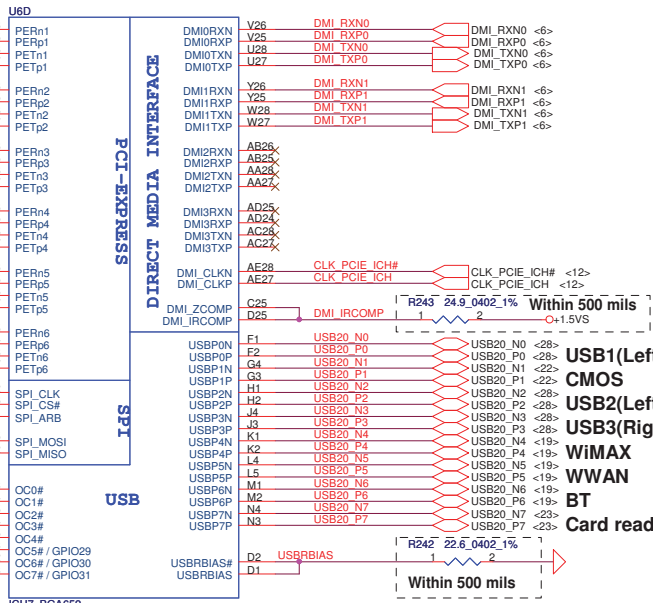 U6D
PERn1 DMI0RXN V26 DMI_RXN0 DMI_RXN0 <6>
PERp1 DMI0RXP V25 DMI_RXP0 DMI_RXP0 <6>
PETn1 DMI0TXN U28 DMI_TXN0 DMI_TXN0 <6>
PETp1 DMI0TXP U27 DMI_TXP0 DMI_TXP0 <6>
PERn2 DMI1RXN Y26 DMI_RXN1 DMI_RXN1 <6>
PERp2 DMI1RXP Y25 DMI_RXP1 DMI_RXP1 <6>
PETn2 DMI1TXN W28 DMI_TXN1 DMI_TXN1 <6>
PETp2 DMI1TXP W27 DMI_TXP1 DMI_TXP1 <6>
PERn3 DMI2RXN AB26
PERp3 DMI2RXP AB25
PETn3 DMI2TXN AA28
PETp3 DMI2TXP AA27
PERn4 DMI3RXN AD25
PERp4 DMI3RXP AD24
PETn4 DMI3TXN AC28
PETp4 DMI3TXP AC27
PCI-EXPRESS
DIRECT MEDIA INTERFACE
PERn5 DMI_CLKN AE28 CLK_PCIE_ICH# CLK_PCIE_ICH# <12>
PERp5 DMI_CLKP AE27 CLK_PCIE_ICH CLK_PCIE_ICH <12>
PETn5
PETp5 DMI_ZCOMP C25
DMI_IRCOMP D25 DMI_IRCOMP
R243 24.9_0402_1% Within 500 mils
1 2 +1.5VS
PERn6 USBP0N F1 USB20_N0 USB20_N0 <28>
PERp6 USBP0P F2 USB20_P0 USB20_P0 <28> USB1(Left
PETn6 USBP1N G4 USB20_N1 USB20_N1 <22>
PETp6 USBP1P G3 USB20_P1 USB20_P1 <22> CMOS
SPI_CLK USBP2N H1 USB20_N2 USB20_N2 <28>
SPI_CS# USBP2P H2 USB20_P2 USB20_P2 <28> USB2(Left
SPI_ARB USBP3N J4 USB20_N3 USB20_N3 <28>
USBP3P J3 USB20_P3 USB20_P3 <28> USB3(Rig
SPI_MOSI USBP4N K1 USB20_N4 USB20_N4 <19>
SPI_MISO USBP4P K2 USB20_P4 USB20_P4 <19> WiMAX
SPI
USBP5N L4 USB20_N5 USB20_N5 <19>
USBP5P L5 USB20_P5 USB20_P5 <19> WWAN
OC0# USBP6N M1 USB20_N6 USB20_N6 <19>
OC1# USBP6P M2 USB20_P6 USB20_P6 <19> BT
OC2# USBP7N N4 USB20_N7 USB20_N7 <23>
OC3# USBP7P N3 USB20_P7 USB20_P7 <23> Card read
USB
OC4#
OC5# / GPIO29
OC6# / GPIO30 USBRBIAS# D2 USBRBIAS
OC7# / GPIO31 USBRBIAS D1
R242 22.6_0402_1%
1 2
Within 500 mils